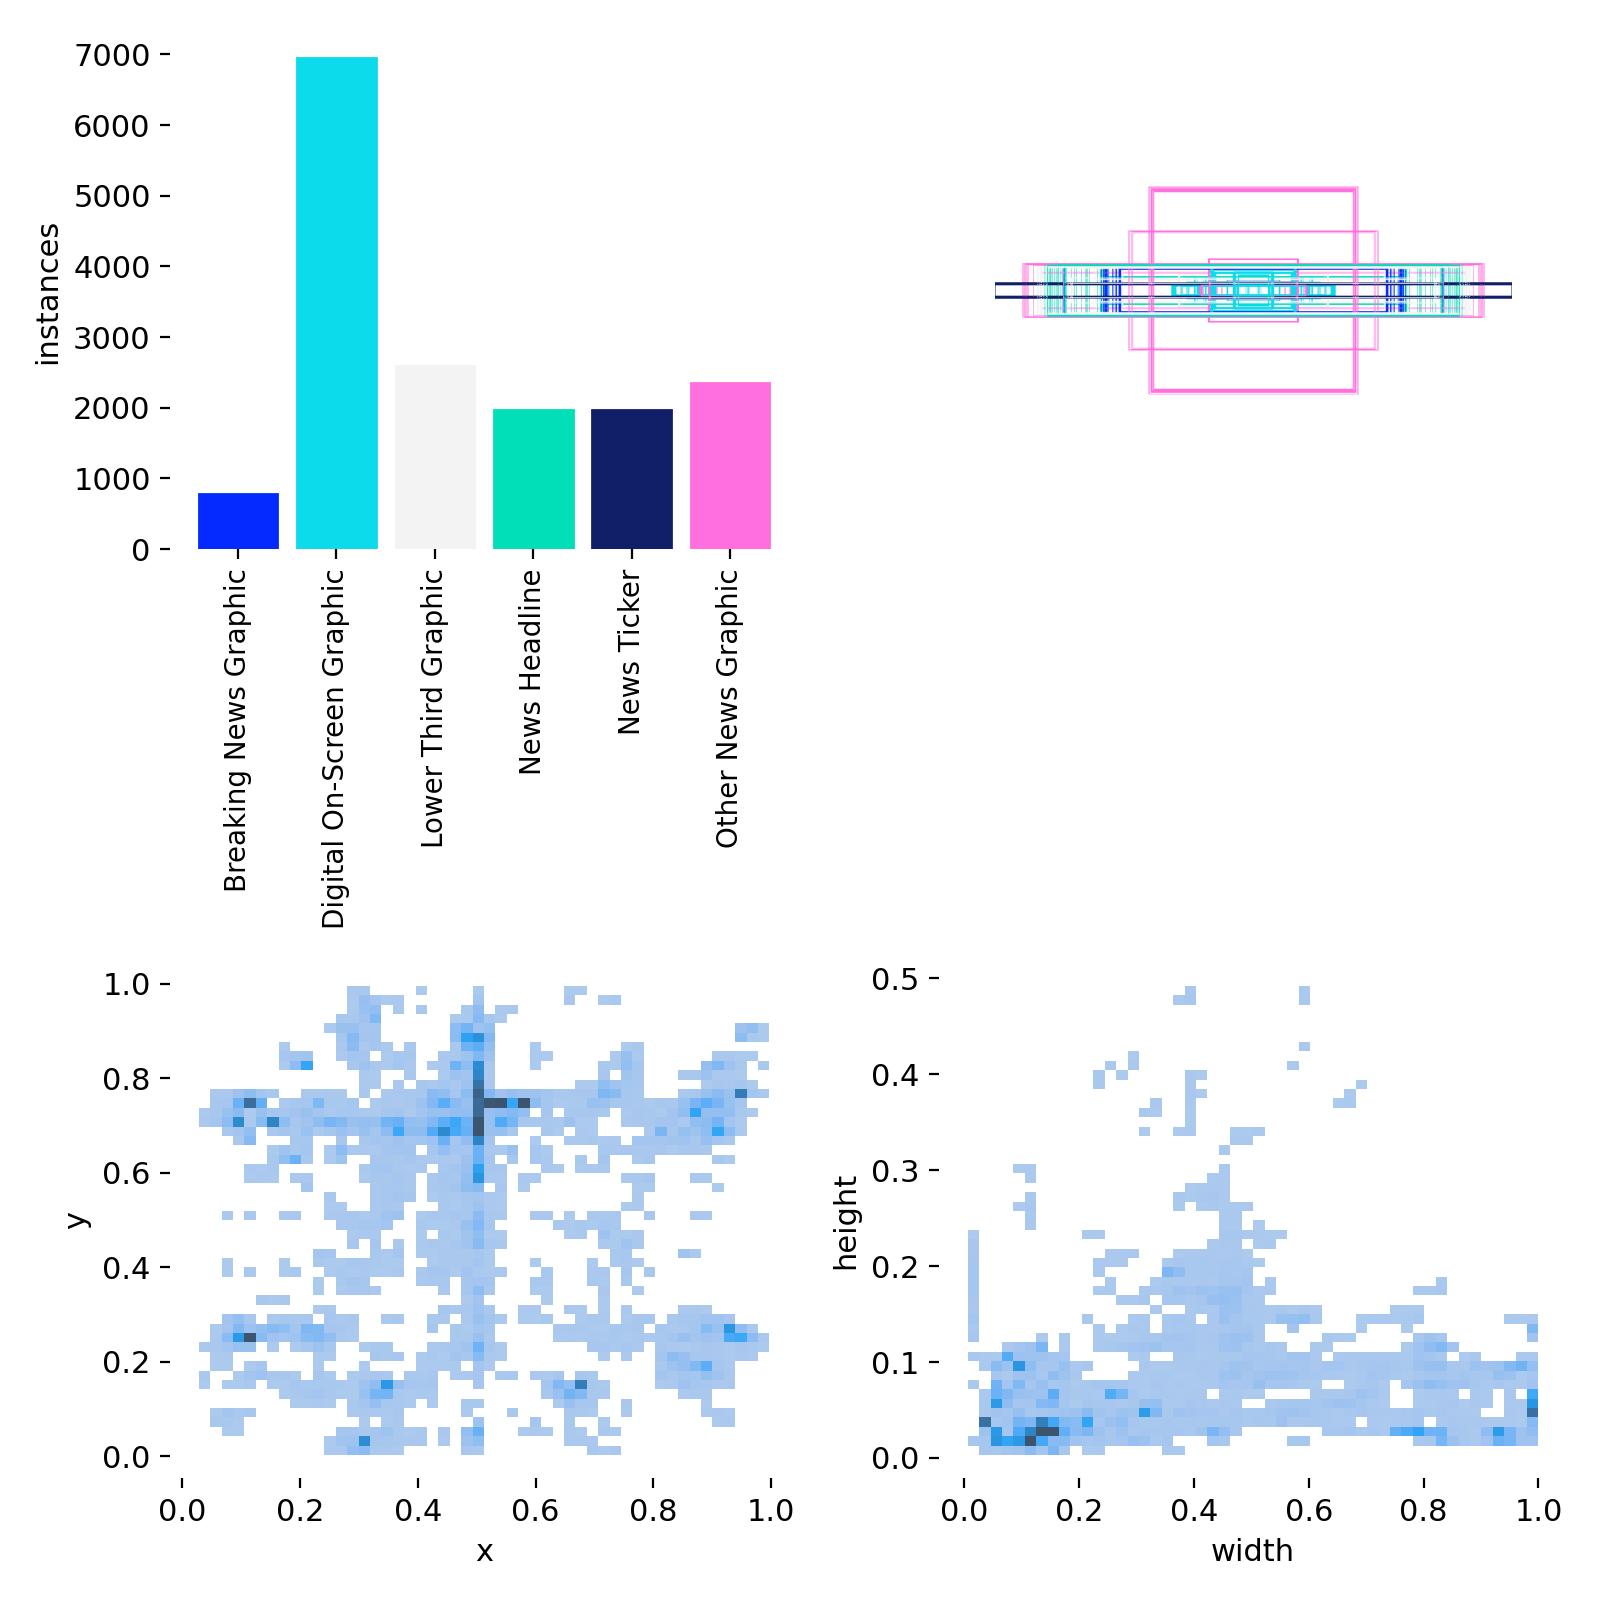 7000
6000
5000
4000
3000
2000
1000
0
instances
Breaking News Graphic
Digital On-Screen Graphic
Lower Third Graphic
News Headline
News Ticker
Other News Graphic
1.0
0.8
0.6
0.4
0.2
0.0
y
0.0 0.2 0.4 0.6 0.8 1.0
x
0.5
0.4
0.3
0.2
0.1
0.0
height
0.0 0.2 0.4 0.6 0.8 1.0
width